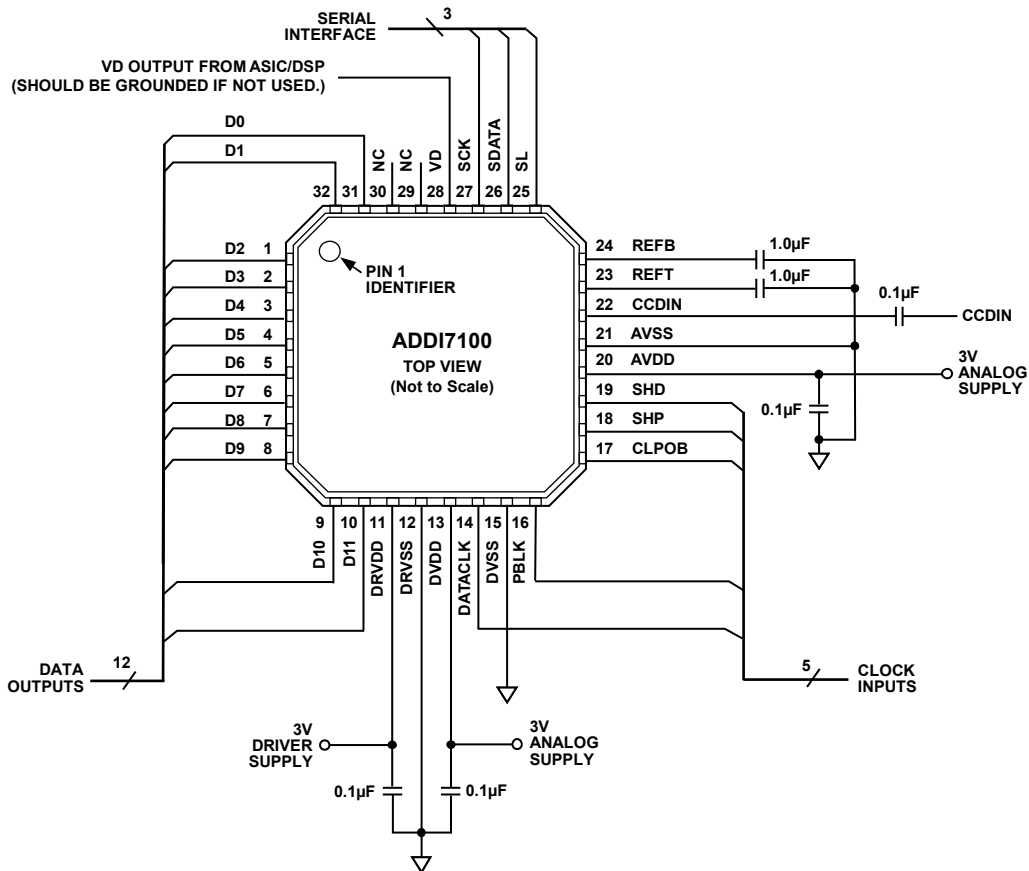 SERIAL
INTERFACE
3
VD OUTPUT FROM ASIC/DSP
(SHOULD BE GROUNDED IF NOT USED.)
D0
D1
NC
NC
VD
SCK
SDATA
SL
32 31 30 29 28 27 26 25
D2 1
D3 2
D4 3
D5 4
D6 5
D7 6
D8 7
D9 8
PIN 1
IDENTIFIER
ADDI7100
TOP VIEW
(Not to Scale)
24 REFB
23 REFT
22 CCDIN
21 AVSS
20 AVDD
19 SHD
18 SHP
17 CLPOB
1.0µF
1.0µF
0.1µF
CCDIN
3V
ANALOG
SUPPLY
0.1µF
9 10 11 12 13 14 15 16
D10
D11
DRVDD
DRVSS
DVDD
DATACLK
DVSS
PBLK
DATA
OUTPUTS
12
5
CLOCK
INPUTS
3V
DRIVER
SUPPLY
3V
ANALOG
SUPPLY
0.1µF
0.1µF